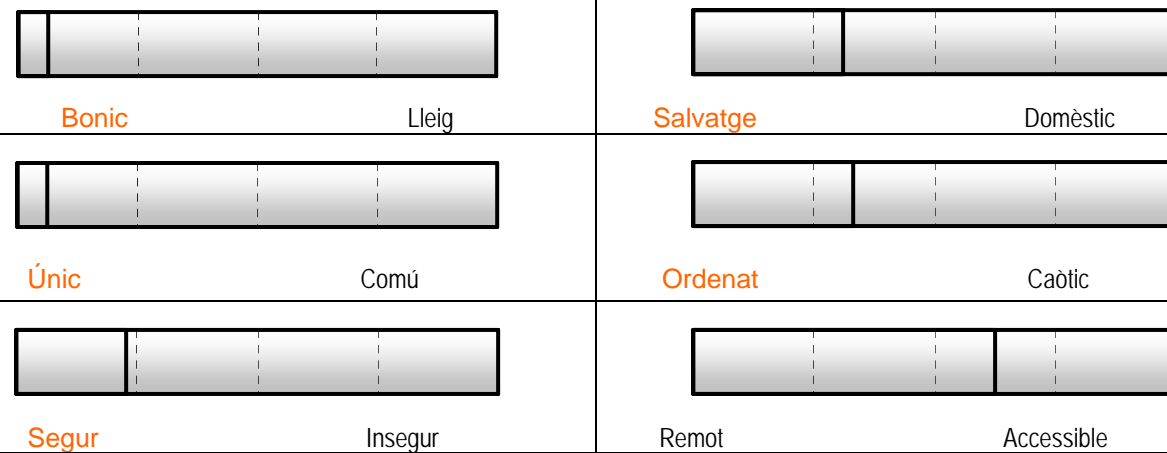 Bonic Lleig
Salvatge Domèstic
Únic Comú
Ordenat Caòtic
Segur Insegur
Remot Accessible